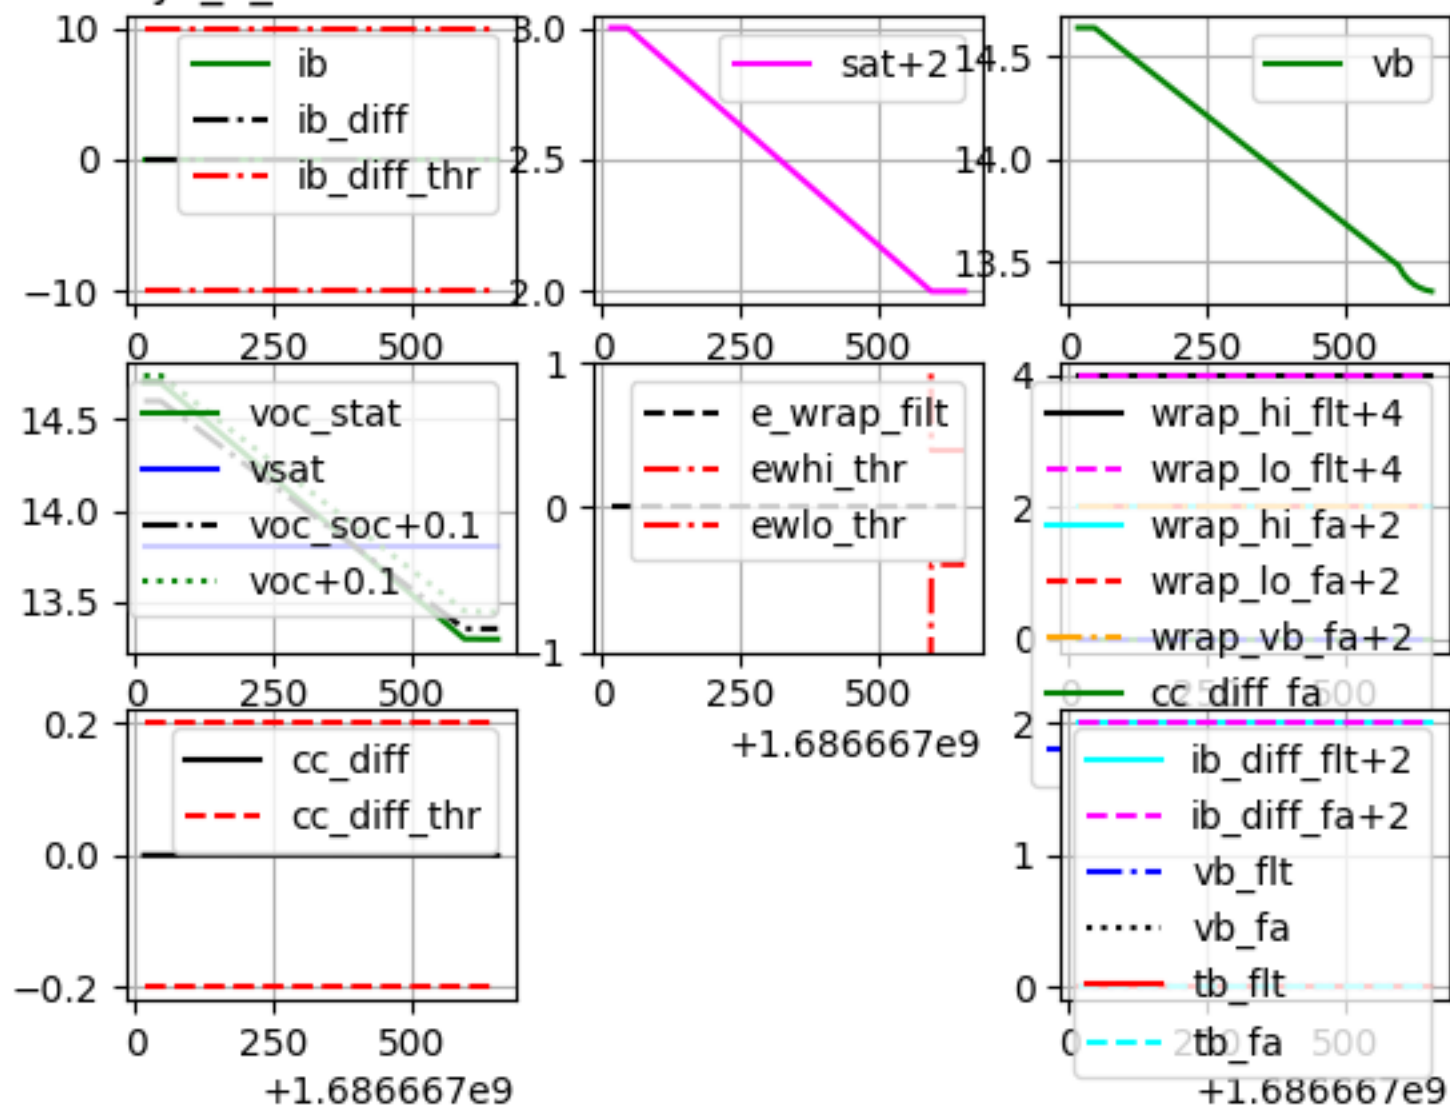 10
0
−10
ib
ib_diff
ib_diff_thr
0 250 500
3.0
2.5
2.0
sat+2
0 250 500
14.5
14.0
13.5
vb
0 250 500
14.5
14.0
13.5
voc_stat
vsat
voc_soc+0.1
voc+0.1
0 250 500
1
0
−1
e_wrap_filt
ewhi_thr
ewlo_thr
0 250 500
+1.686667e9
4
2
0
wrap_hi_flt+4
wrap_lo_flt+4
wrap_hi_fa+2
wrap_lo_fa+2
wrap_vb_fa+2
cc_diff_fa
0 250 500
0.2
0.0
−0.2
cc_diff
cc_diff_thr
0 250 500
+1.686667e9
2
1
0
ib_diff_flt+2
ib_diff_fa+2
vb_flt
vb_fa
tb_flt
tb_fa
0 250 500
+1.686667e9